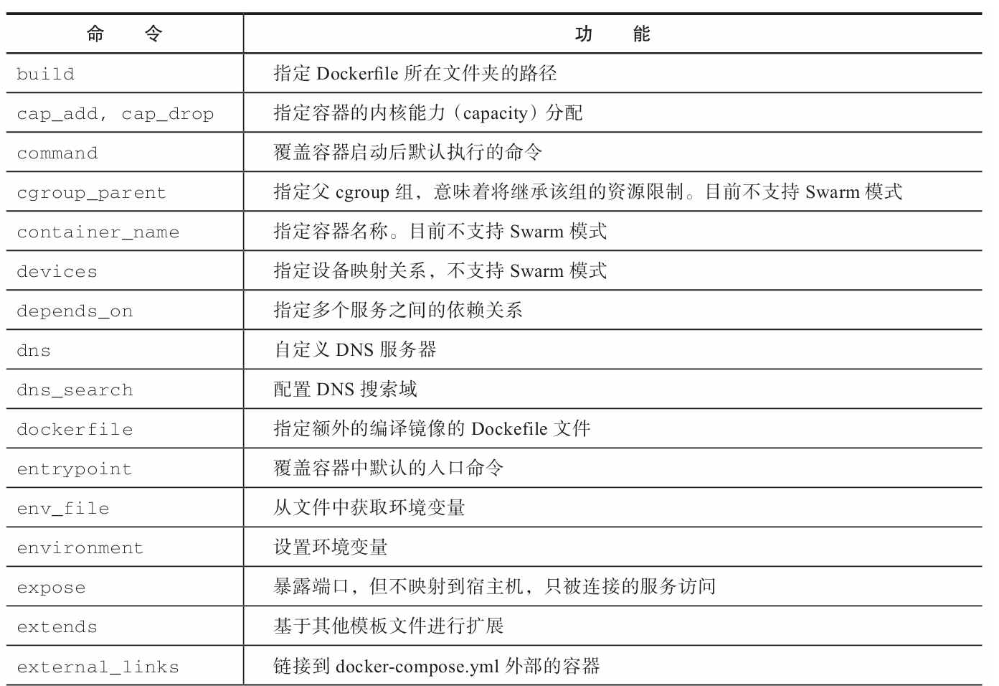 命 令 功 能
build 指定 Dockerfile 所在文件夹的路径
cap_add, cap_drop 指定容器的内核能力（capacity）分配
command 覆盖容器启动后默认执行的命令
cgroup_parent 指定父 cgroup 组，意味着将继承该组的资源限制。目前不支持 Swarm 模式
container_name 指定容器名称。目前不支持 Swarm 模式
devices 指定设备映射关系，不支持 Swarm 模式
depends_on 指定多个服务之间的依赖关系
dns 自定义 DNS 服务器
dns_search 配置 DNS 搜索域
dockerfile 指定额外的编译镜像的 Dockefile 文件
entrypoint 覆盖容器中默认的入口命令
env_file 从文件中获取环境变量
environment 设置环境变量
expose 暴露端口，但不映射到宿主机，只被连接的服务访问
extends 基于其他模板文件进行扩展
external_links 链接到 docker-compose.yml 外部的容器